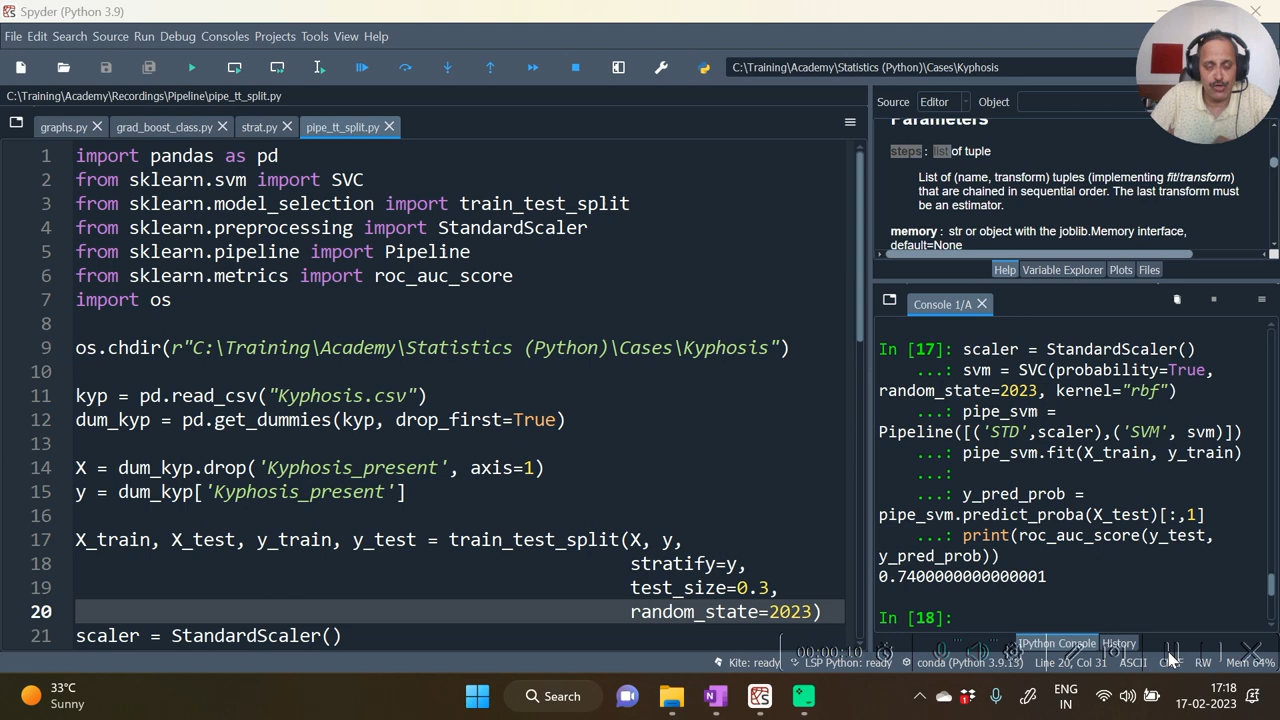 Spyder (Python 3.9)
File Edit Search Source Run Debug Consoles Projects Tools View Help
C:\Training\Academy\Statistics (Python)\Cases\Kyphosis
C:\Training\Academy\Recordings\Pipeline\pipe_tt_split.py
graphs.py grad_boost_class.py strat.py pipe_tt_split.py
1 import pandas as pd
2 from sklearn.svm import SVC
3 from sklearn.model_selection import train_test_split
4 from sklearn.preprocessing import StandardScaler
5 from sklearn.pipeline import Pipeline
6 from sklearn.metrics import roc_auc_score
7 import os
8
9 os.chdir(r"C:\Training\Academy\Statistics (Python)\Cases\Kyphosis")
10
11 kyp = pd.read_csv("Kyphosis.csv")
12 dum_kyp = pd.get_dummies(kyp, drop_first=True)
13
14 X = dum_kyp.drop('Kyphosis_present', axis=1)
15 y = dum_kyp['Kyphosis_present']
16
17 X_train, X_test, y_train, y_test = train_test_split(X, y,
18 stratify=y,
19 test_size=0.3,
20 random_state=2023)
21 scaler = StandardScaler()
Source Editor Object
Parameters
steps : list of tuple
List of (name, transform) tuples (implementing fit/transform)
that are chained in sequential order. The last transform must
be an estimator.
memory : str or object with the joblib.Memory interface,
default=None
Help Variable Explorer Plots Files
Console 1/A
In [17]: scaler = StandardScaler()
...: svm = SVC(probability=True,
random_state=2023, kernel="rbf")
...: pipe_svm =
Pipeline([('STD',scaler),('SVM', svm)])
...: pipe_svm.fit(X_train, y_train)
...:
...: y_pred_prob =
pipe_svm.predict_proba(X_test)[:,1]
...: print(roc_auc_score(y_test,
y_pred_prob))
0.7400000000000001
In [18]:
IPython Console History
00:00:10
Kite: ready LSP Python: ready conda (Python 3.9.13) Line 20, Col 31 ASCII RW Mem 64%
33°C
Sunny
Search
ENG
IN
17:18
17-02-2023